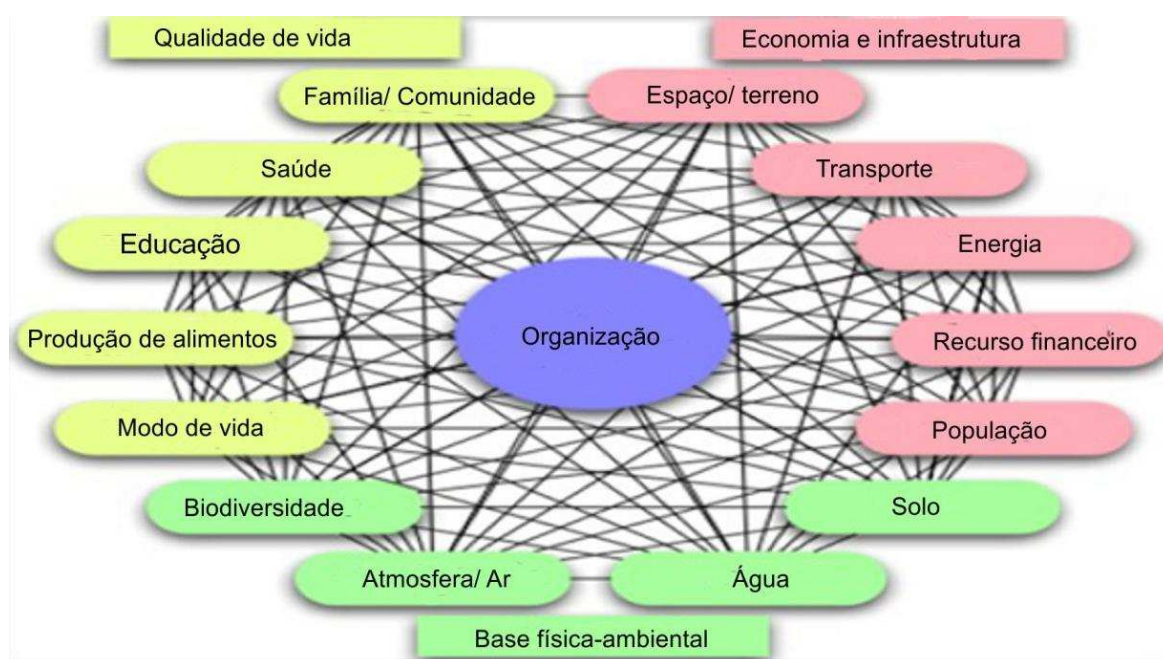 Qualidade de vida
Economia e infraestrutura
Família/ Comunidade
Espaço/ terreno
Saúde
Transporte
Educação
Energia
Produção de alimentos
Organização
Recurso financeiro
Modo de vida
População
Biodiversidade
Solo
Atmosfera/ Ar
Água
Base física-ambiental